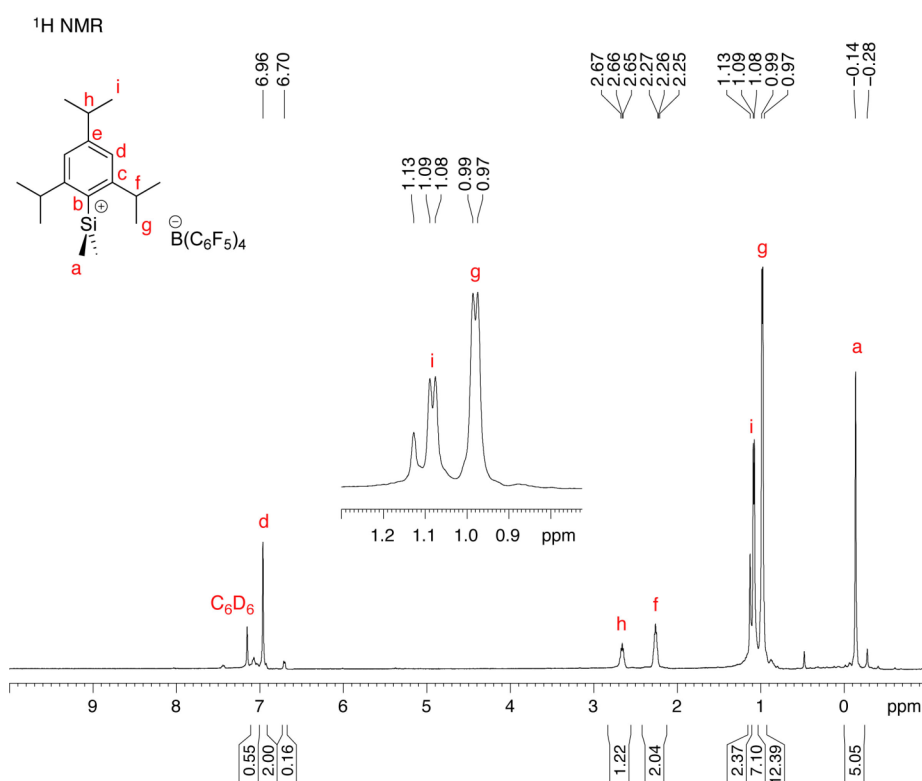 ¹H NMR
6.96
6.70
2.67
2.66
2.65
2.27
2.26
2.25
1.13
1.09
1.08
0.99
0.97
−0.14
−0.28
i
h
e
d
c
f
b
g
⊕
Si
a
⊖
B(C₆F₅)₄
1.13
1.09
1.08
0.99
0.97
g
i
1.2 1.1 1.0 0.9 ppm
g
a
i
d
C₆D₆
h
f
9 8 7 6 5 4 3 2 1 0 ppm
0.55
2.00
0.16
1.22
2.04
2.37
7.10
12.39
5.05